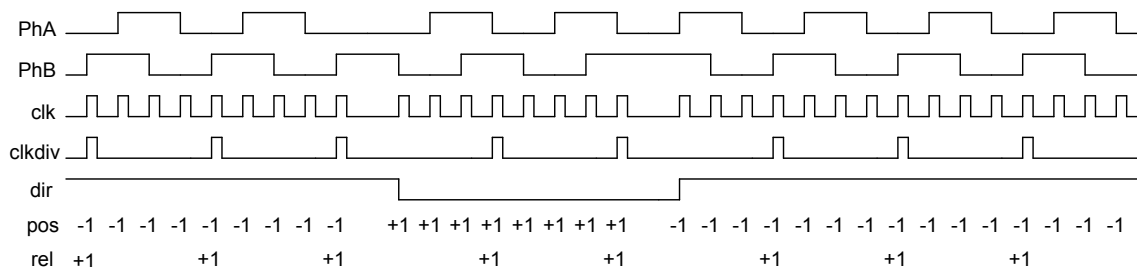 PhA
PhB
clk
clkdiv
dir
pos -1 -1 -1 -1 -1 -1 -1 -1 -1 +1 +1 +1 +1 +1 +1 +1 +1 -1 -1 -1 -1 -1 -1 -1 -1 -1 -1 -1 -1 -1 -1 -1
rel +1 +1 +1 +1 +1 +1 +1 +1